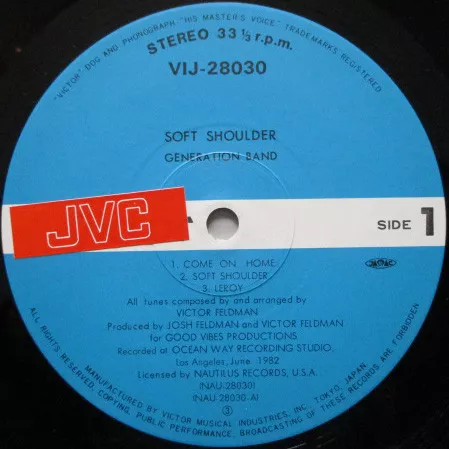 "VICTOR" DOG AND PHONOGRAPH "HIS MASTER'S VOICE" TRADEMARKS REGISTERED
STEREO 33 ⅓ r.p.m.
VIJ-28030
SOFT SHOULDER
GENERATION BAND
JVC
SIDE 1
JASRAC
1. COME ON HOME
2. SOFT SHOULDER
3. LEROY
All tunes composed by and arranged by
VICTOR FELDMAN
Produced by JOSH FELDMAN and VICTOR FELDMAN
for GOOD VIBES PRODUCTIONS
Recorded at OCEAN WAY RECORDING STUDIO
Los Angeles, June 1982
Licensed by NAUTILUS RECORDS, U.S.A.
(NAU-28030)
(NAU-28030-A)
③
MANUFACTURED BY VICTOR MUSICAL INDUSTRIES, INC. TOKYO, JAPAN
RESERVED, COPYING, PUBLIC PERFORMANCE, BROADCASTING OF THESE RECORDS ARE FORBIDDEN